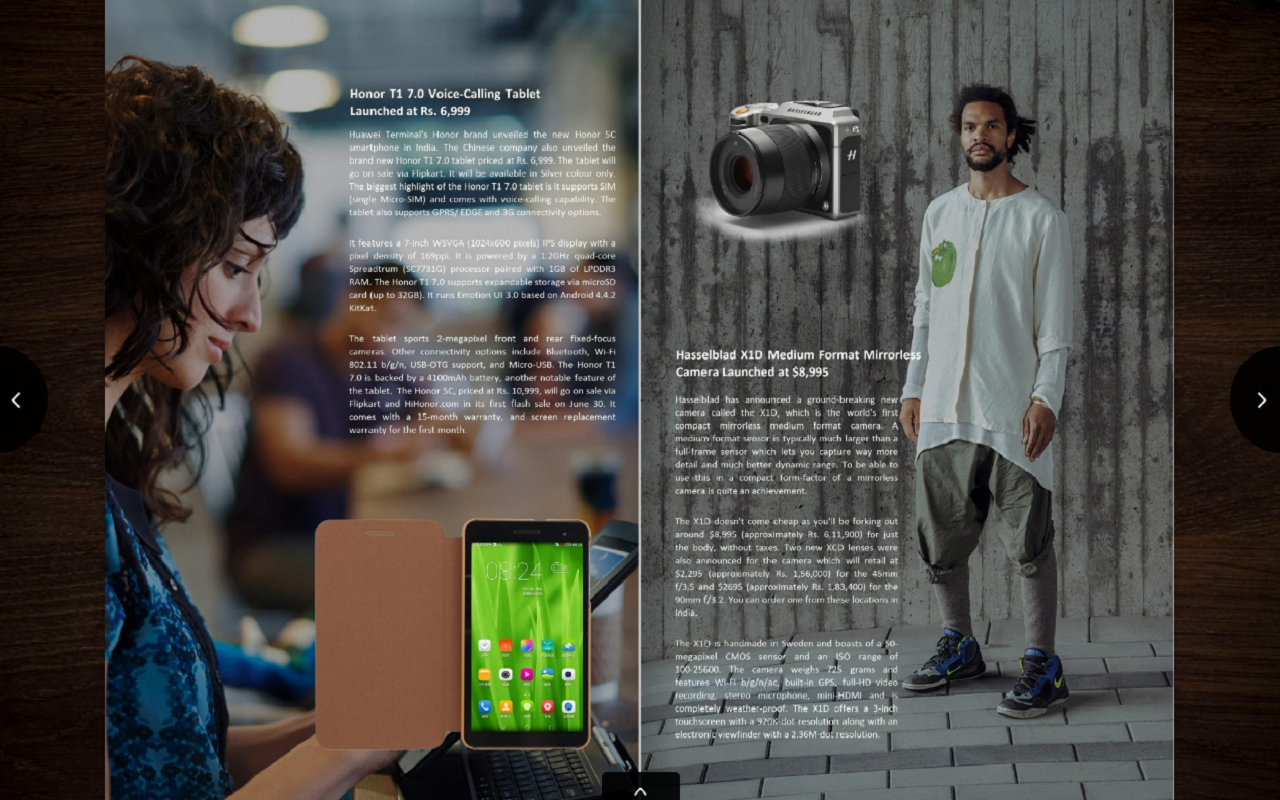 Honor T1 7.0 Voice-Calling Tablet
Launched at Rs. 6,999
Huawei Terminal's Honor brand unveiled the new Honor 5C
smartphone in India. The Chinese company also unveiled the
brand new Honor T1 7.0 tablet priced at Rs. 6,999. The tablet will
go on sale via Flipkart. It will be available in Silver colour only.
The biggest highlight of the Honor T1 7.0 tablet is it supports SIM
(single Micro-SIM) and comes with voice-calling capability. The
tablet also supports GPRS/ EDGE and 3G connectivity options.
It features a 7-inch WSVGA (1024x600 pixels) IPS display with a
pixel density of 169ppi. It is powered by a 1.2GHz quad-core
Spreadtrum (SC7731G) processor paired with 1GB of LPDDR3
RAM. The Honor T1 7.0 supports expandable storage via microSD
card (up to 32GB). It runs Emotion UI 3.0 based on Android 4.4.2
KitKat.
The tablet sports 2-megapixel front and rear fixed-focus
cameras. Other connectivity options include Bluetooth, Wi-Fi
802.11 b/g/n, USB-OTG support, and Micro-USB. The Honor T1
7.0 is backed by a 4100mAh battery, another notable feature of
the tablet. The Honor 5C, priced at Rs. 10,999, will go on sale via
Flipkart and HiHonor.com in its first flash sale on June 30. It
comes with a 15-month warranty, and screen replacement
warranty for the first month.
09:24
HASSELBLAD
H
Hasselblad X1D Medium Format Mirrorless
Camera Launched at $8,995
Hasselblad has announced a ground-breaking new
camera called the X1D, which is the world's first
compact mirrorless medium format camera. A
medium format sensor is typically much larger than a
full-frame sensor which lets you capture way more
detail and much better dynamic range. To be able to
use this in a compact form-factor of a mirrorless
camera is quite an achievement.
The X1D doesn't come cheap as you'll be forking out
around $8,995 (approximately Rs. 6,11,900) for just
the body, without taxes. Two new XCD lenses were
also announced for the camera which will retail at
$2,295 (approximately Rs. 1,56,000) for the 45mm
f/3.5 and $2695 (approximately Rs. 1,83,400) for the
90mm f/3.2. You can order one from these locations in
India.
The X1D is handmade in Sweden and boasts of a 50-
megapixel CMOS sensor and an ISO range of
100-25600. The camera weighs 725 grams and
features Wi-Fi b/g/n/ac, built-in GPS, full-HD video
recording, stereo microphone, mini-HDMI and is
completely weather-proof. The X1D offers a 3-inch
touchscreen with a 920K-dot resolution along with an
electronic viewfinder with a 2.36M-dot resolution.